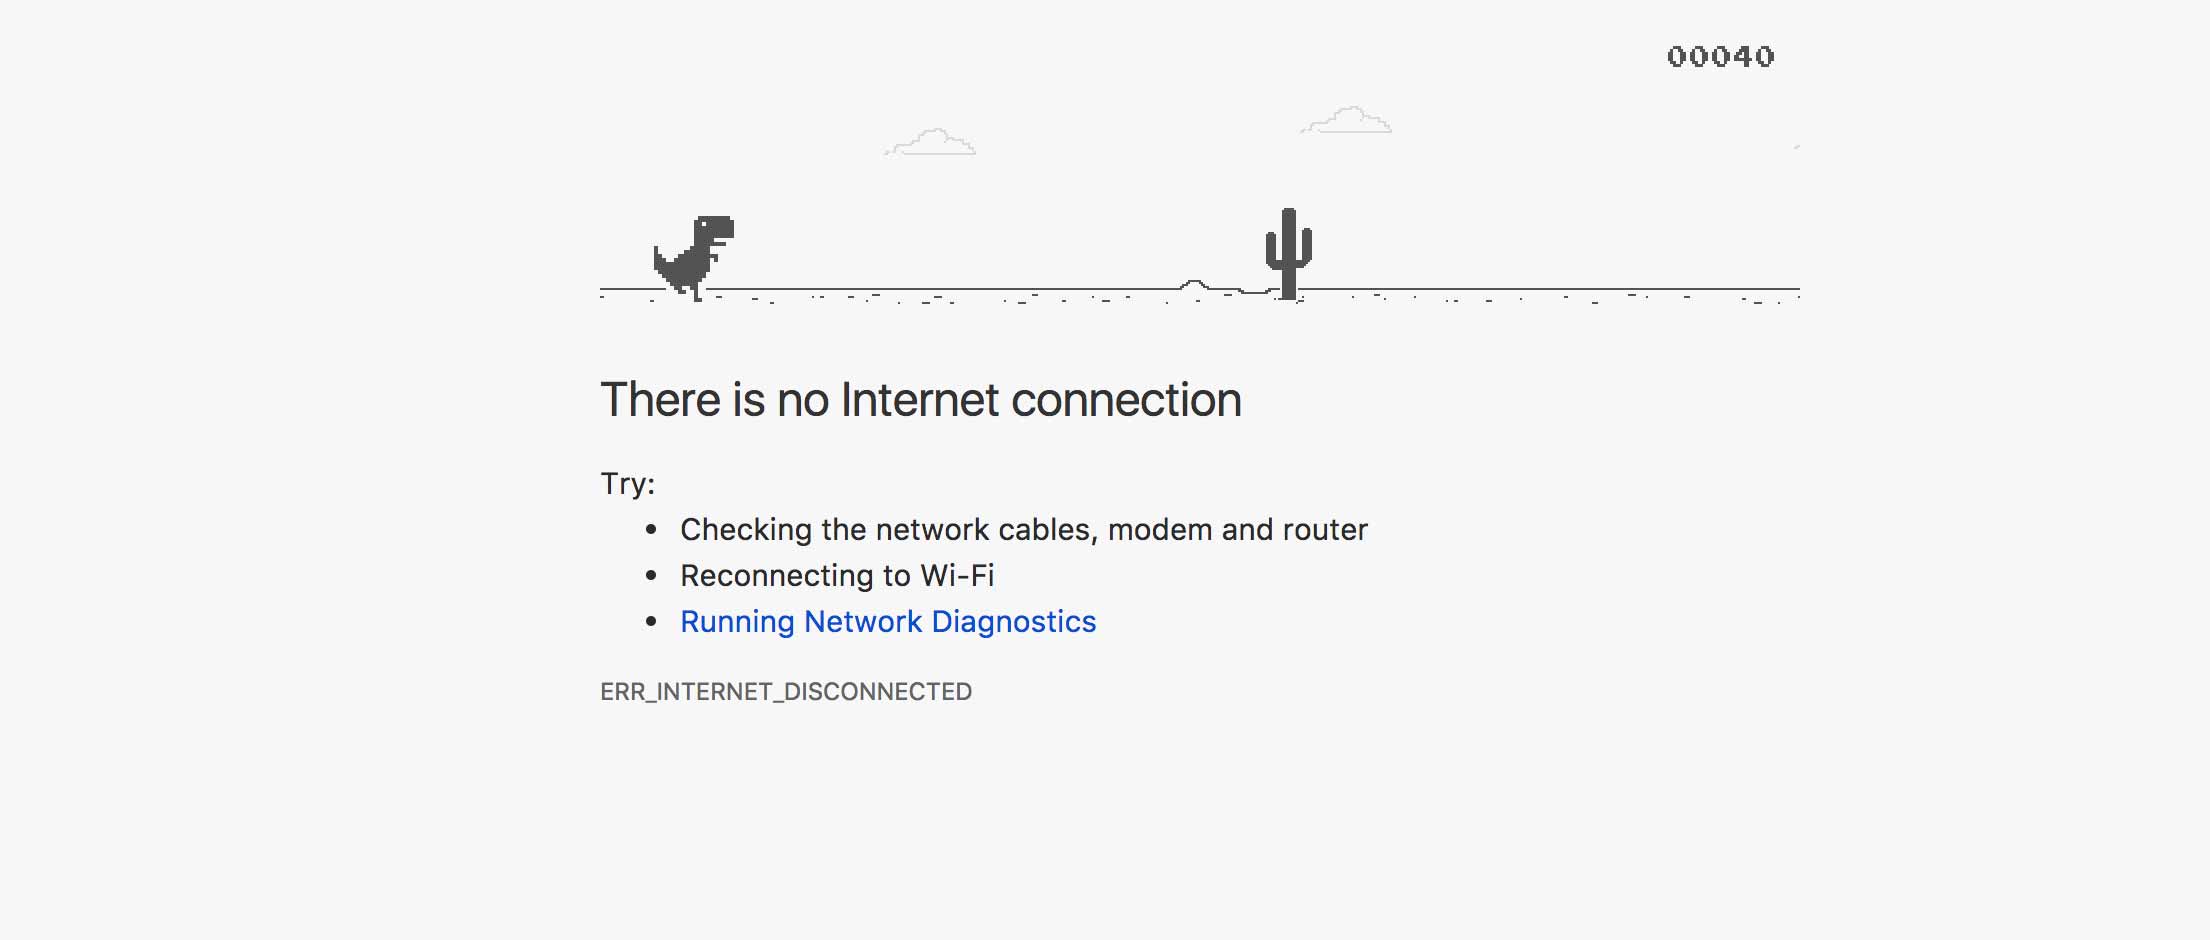 00040
There is no Internet connection
Try:
• Checking the network cables, modem and router
• Reconnecting to Wi-Fi
• Running Network Diagnostics
ERR_INTERNET_DISCONNECTED